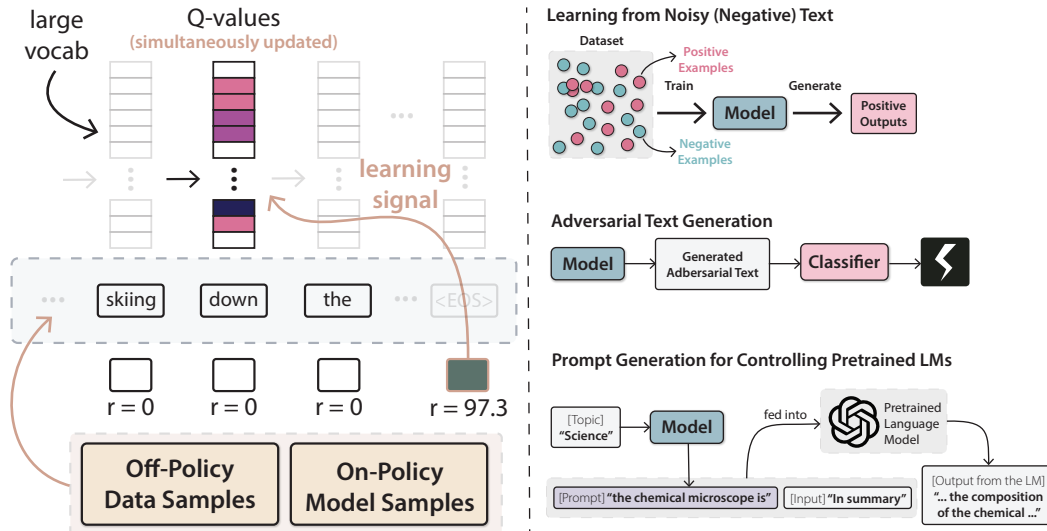 large
vocab
Q-values
(simultaneously updated)
...
learning
signal
... skiing down the ... <EOS>
r = 0 r = 0 r = 0 r = 97.3
Off-Policy
Data Samples
On-Policy
Model Samples
Learning from Noisy (Negative) Text
Dataset
Positive
Examples
Train
Model
Generate
Positive
Outputs
Negative
Examples
Adversarial Text Generation
Model
Generated
Adversarial Text
Classifier
Prompt Generation for Controlling Pretrained LMs
[Topic]
"Science"
Model
fed into
Pretrained
Language
Model
[Prompt] "the chemical microscope is" [Input] "In summary"
[Output from the LM]
"... the composition
of the chemical ..."